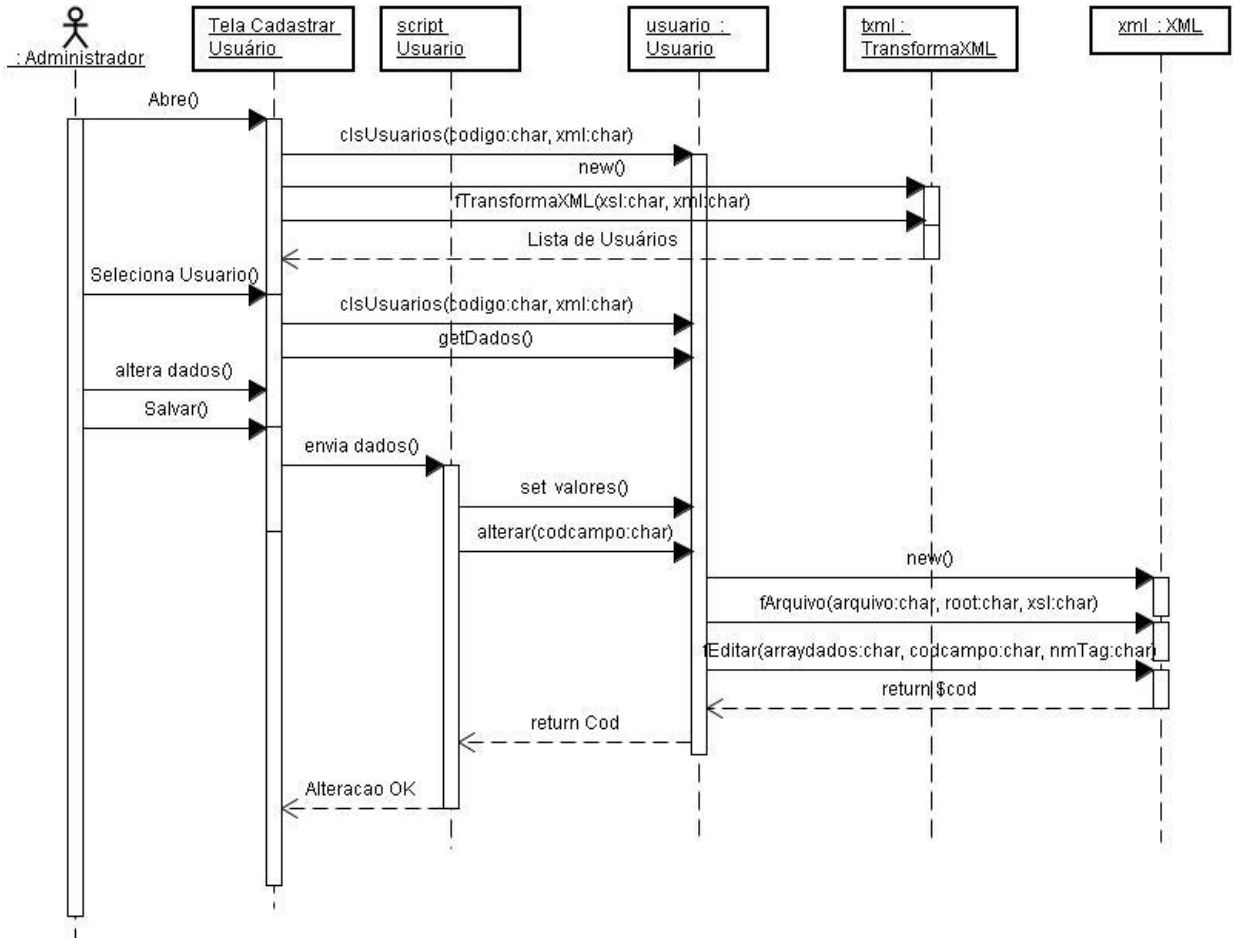 : Administrador
Tela Cadastrar
Usuário
script
Usuario
usuario :
Usuario
txml :
TransformaXML
xml : XML
Abre()
clsUsuarios(codigo:char, xml:char)
new()
fTransformaXML(xsl:char, xml:char)
Lista de Usuários
Seleciona Usuario()
clsUsuarios(codigo:char, xml:char)
getDados()
altera dados()
Salvar()
envia dados()
set valores()
alterar(codcampo:char)
new()
fArquivo(arquivo:char, root:char, xsl:char)
fEditar(arraydados:char, codcampo:char, nmTag:char)
return $cod
return Cod
Alteracao OK